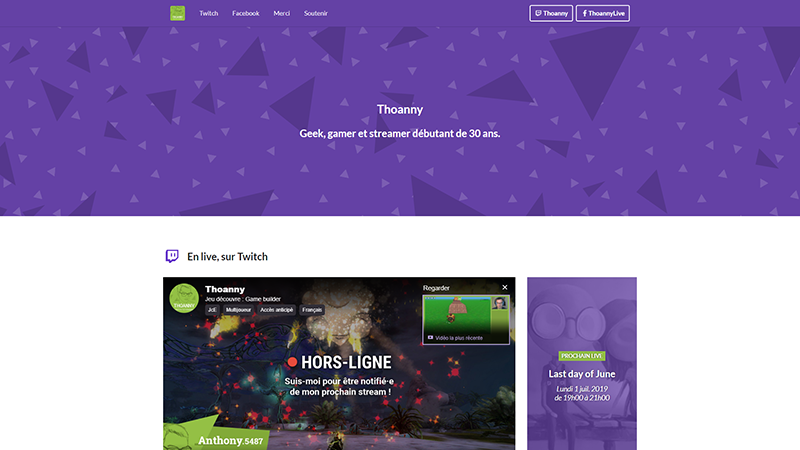 Twitch
Facebook
Merci
Soutenir
Thoanny
ThoannyLive
Thoanny
Geek, gamer et streamer débutant de 30 ans.
En live, sur Twitch
THOANNY
Thoanny
Jeu découvre : Game builder
JcE
Multijoueur
Accès anticipé
Français
Regarder
Vidéo la plus récente
HORS-LIGNE
Suis-moi pour être notifié·e
de mon prochain stream !
Anthony.5487
PROCHAIN LIVE
Last day of June
lundi 1 juil. 2019
de 19h00 à 21h00